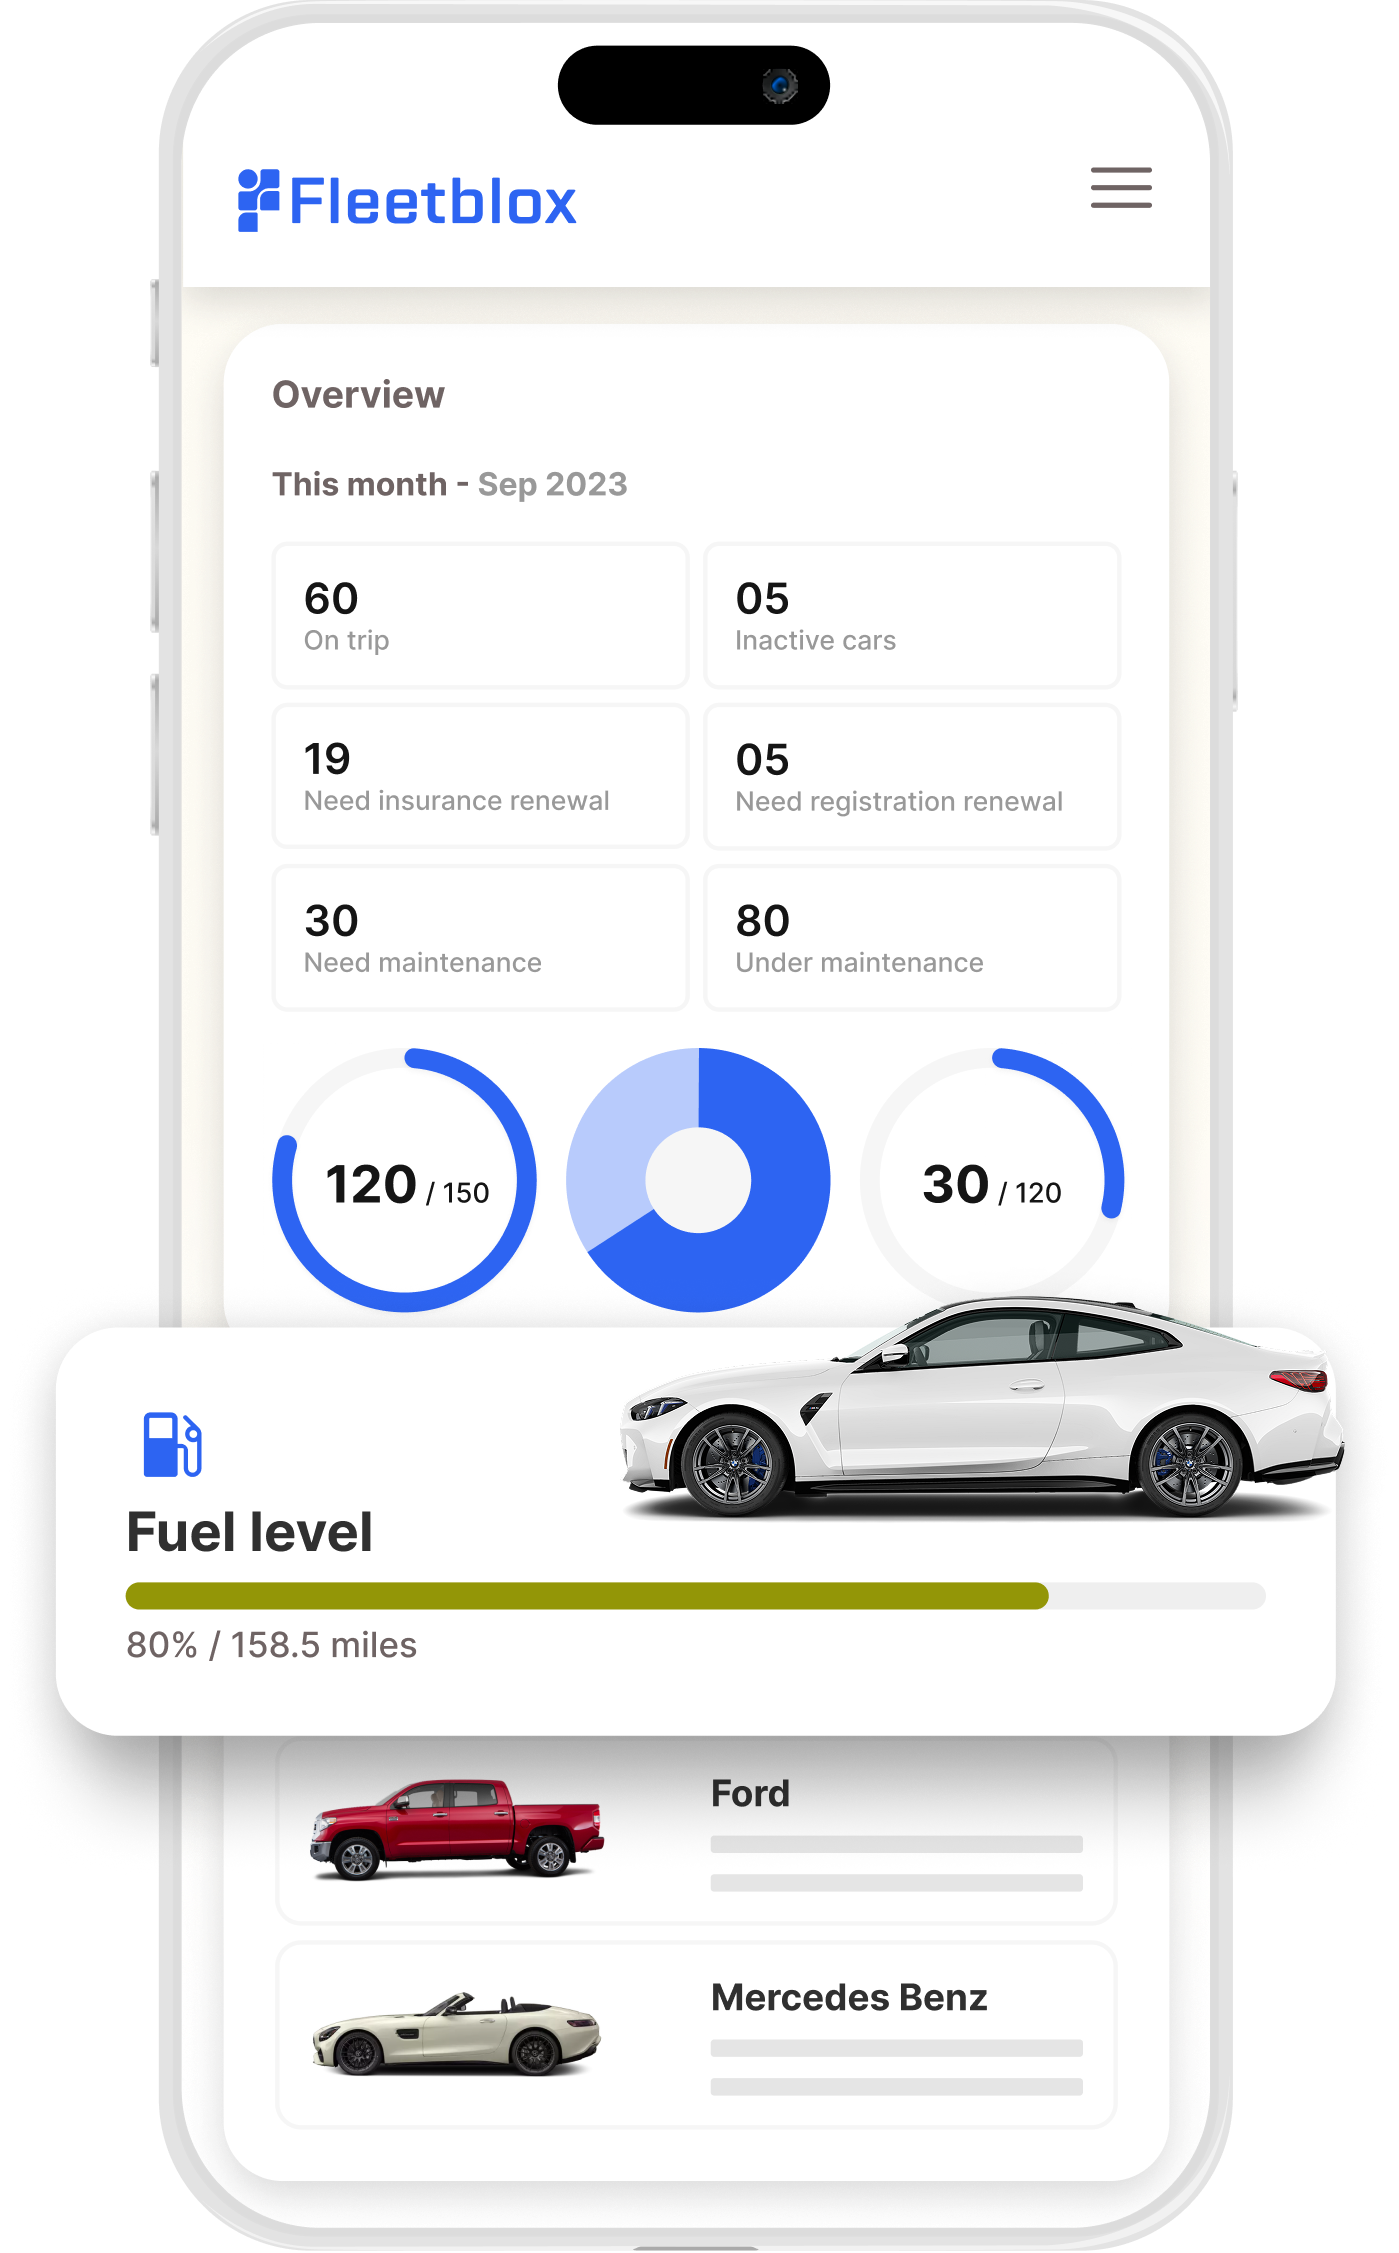 Fleetblox
Overview
This month - Sep 2023
60
On trip
05
Inactive cars
19
Need insurance renewal
05
Need registration renewal
30
Need maintenance
80
Under maintenance
120 / 150
30 / 120
Fuel level
80% / 158.5 miles
Ford
Mercedes Benz